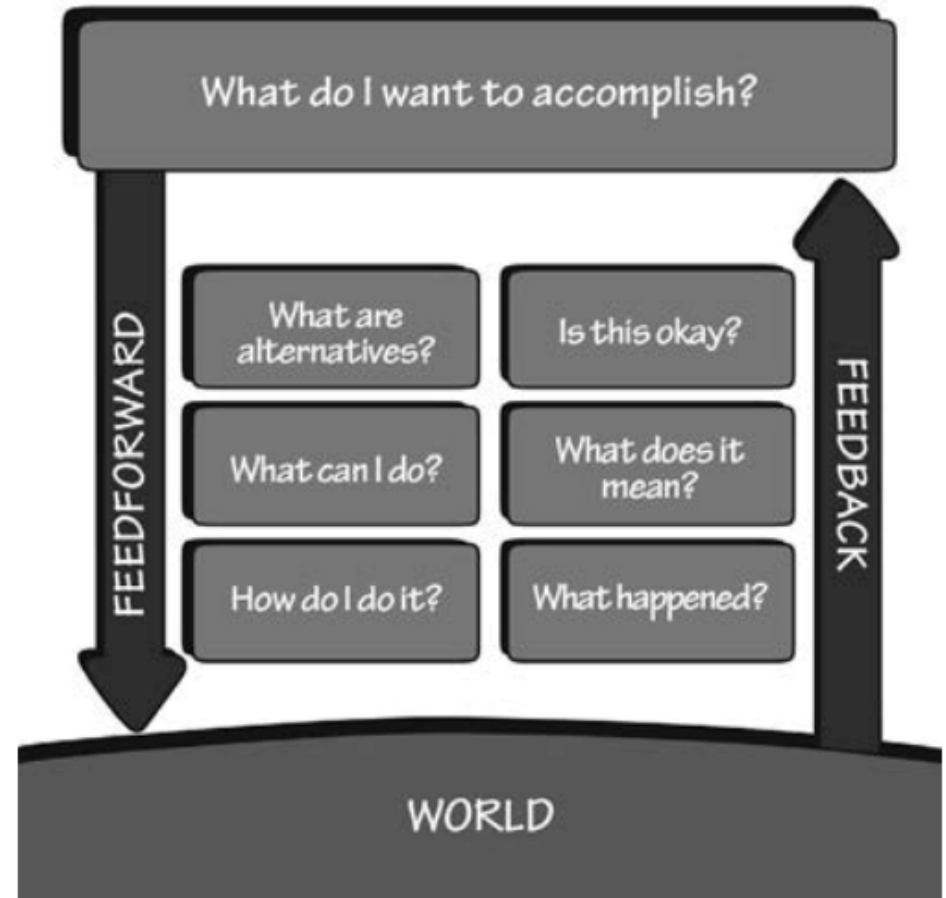 What do I want to accomplish?
FEEDFORWARD
What are
alternatives?
What can I do?
How do I do it?
Is this okay?
What does it
mean?
What happened?
FEEDBACK
WORLD